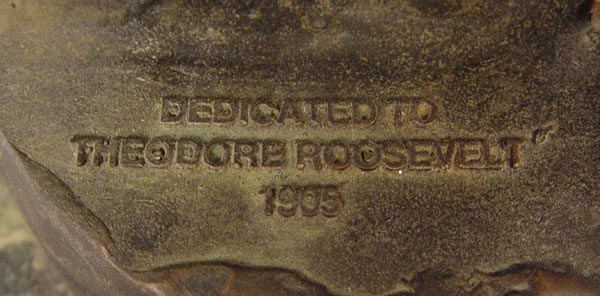 DEDICATED TO
THEODORE ROOSEVELT"
1905